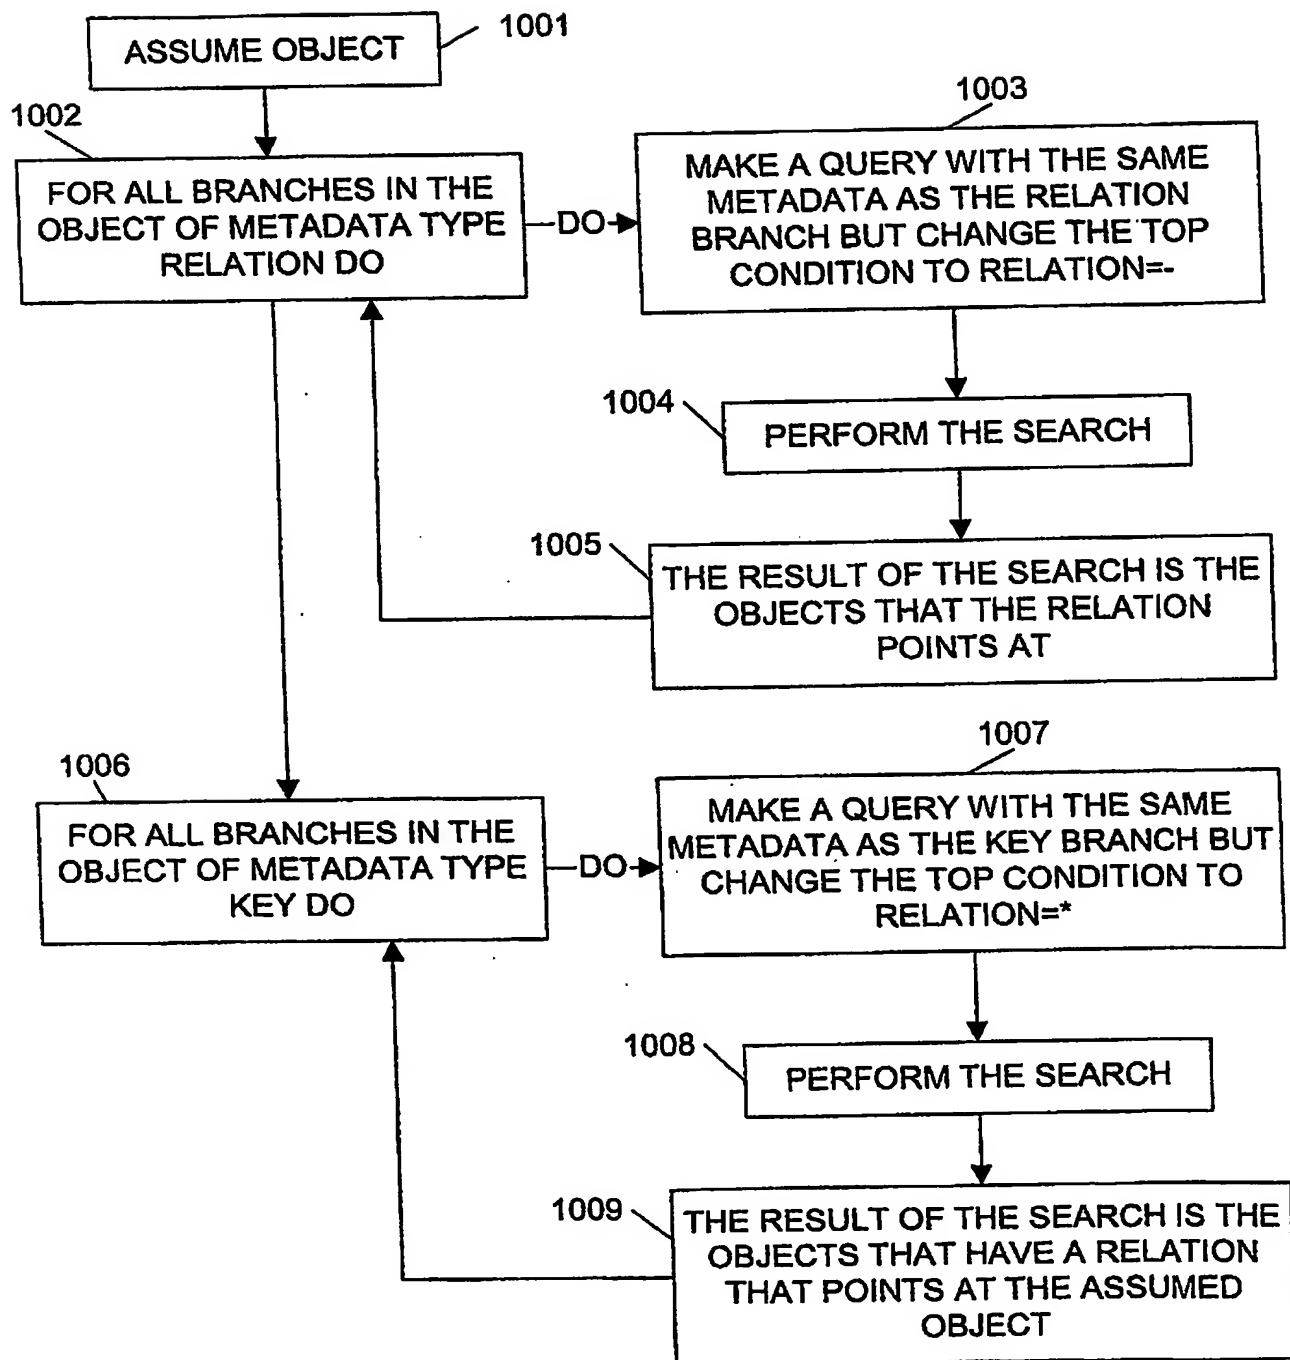 1001
ASSUME OBJECT
1002
FOR ALL BRANCHES IN THE
OBJECT OF METADATA TYPE
RELATION DO
DO
1003
MAKE A QUERY WITH THE SAME
METADATA AS THE RELATION
BRANCH BUT CHANGE THE TOP
CONDITION TO RELATION=-
1004
PERFORM THE SEARCH
1005
THE RESULT OF THE SEARCH IS THE
OBJECTS THAT THE RELATION
POINTS AT
1006
FOR ALL BRANCHES IN THE
OBJECT OF METADATA TYPE
KEY DO
DO
1007
MAKE A QUERY WITH THE SAME
METADATA AS THE KEY BRANCH BUT
CHANGE THE TOP CONDITION TO
RELATION=*
1008
PERFORM THE SEARCH
1009
THE RESULT OF THE SEARCH IS THE
OBJECTS THAT HAVE A RELATION
THAT POINTS AT THE ASSUMED
OBJECT